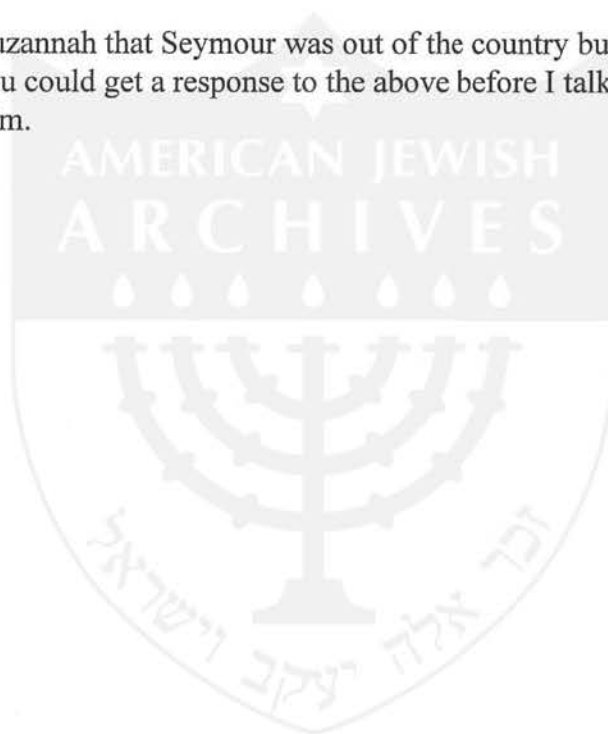 uzannah that Seymour was out of the country bu
u could get a response to the above before I talk
m.
AMERICAN JEWISH
ARCHIVES
זכר אלה יעקב וישראל